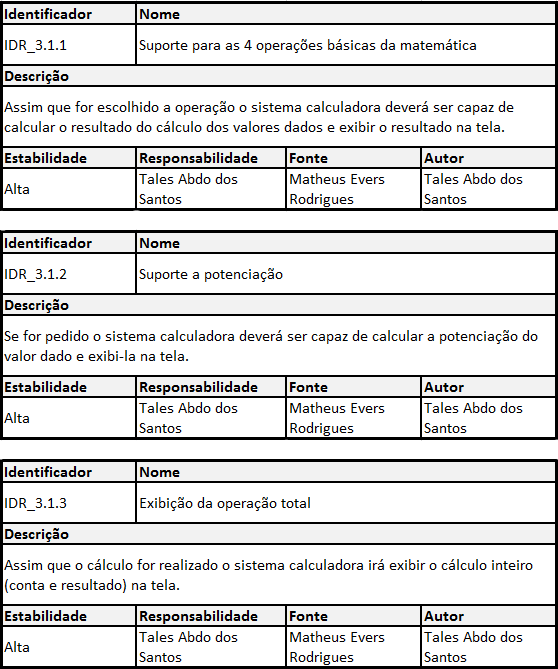 Identificador Nome
IDR_3.1.1 Suporte para as 4 operações básicas da matemática
Descrição
Assim que for escolhido a operação o sistema calculadora deverá ser capaz de
calcular o resultado do cálculo dos valores dados e exibir o resultado na tela.
Estabilidade Responsabilidade Fonte Autor
Alta Tales Abdo dos Santos Matheus Evers Rodrigues Tales Abdo dos Santos
Identificador Nome
IDR_3.1.2 Suporte a potenciação
Descrição
Se for pedido o sistema calculadora deverá ser capaz de calcular a potenciação do
valor dado e exibi-la na tela.
Estabilidade Responsabilidade Fonte Autor
Alta Tales Abdo dos Santos Matheus Evers Rodrigues Tales Abdo dos Santos
Identificador Nome
IDR_3.1.3 Exibição da operação total
Descrição
Assim que o cálculo for realizado o sistema calculadora irá exibir o cálculo inteiro
(conta e resultado) na tela.
Estabilidade Responsabilidade Fonte Autor
Alta Tales Abdo dos Santos Matheus Evers Rodrigues Tales Abdo dos Santos